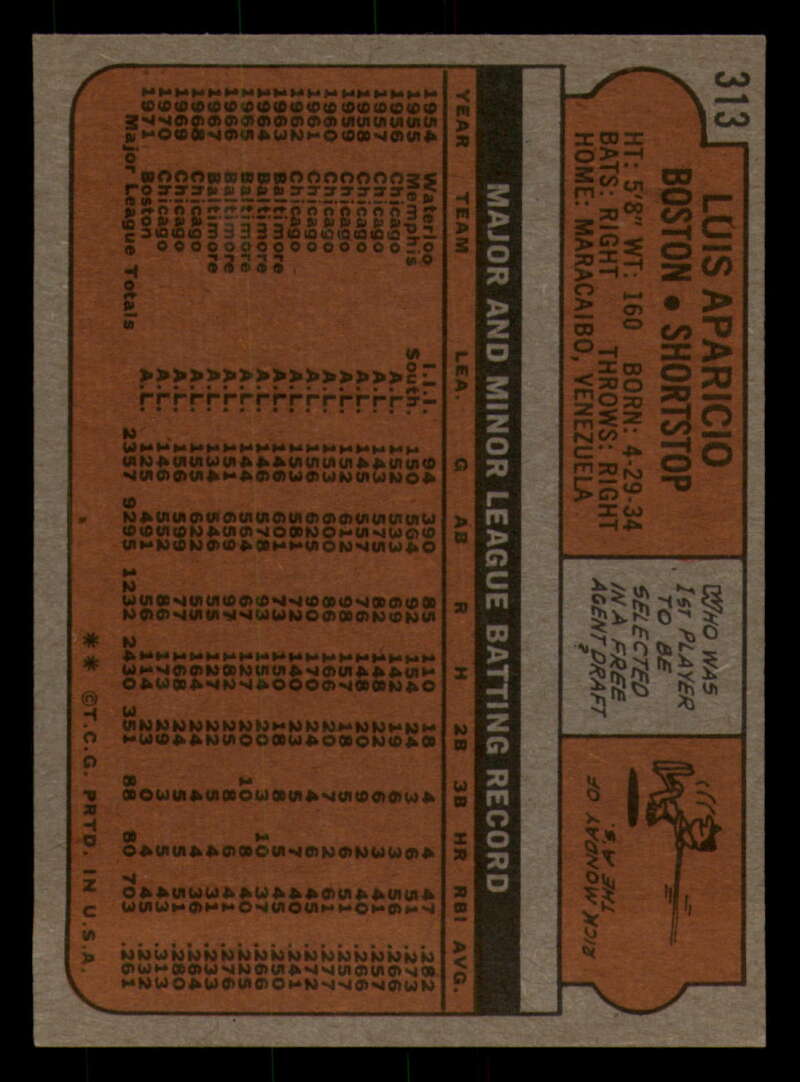 313
LUIS APARICIO
BOSTON • SHORTSTOP
HT: 5'8" WT: 160 BORN: 4-29-34
BATS: RIGHT THROWS: RIGHT
HOME: MARACAIBO, VENEZUELA
WHO WAS
1ST PLAYER
TO BE
SELECTED
IN A FREE
AGENT DRAFT
?
RICK MONDAY OF
THE A'S.
MAJOR AND MINOR LEAGUE BATTING RECORD
YEAR TEAM LEA. G AB R H 2B 3B HR RBI AVG.
1954 Waterloo I.I.I. 94 390 85 110 18 4 4 47 .282
1955 Memphis South. 150 564 92 154 24 3 6 51 .273
1956 Chicago A.L. 152 533 69 142 19 6 3 56 .266
1957 Chicago A.L. 143 575 82 148 22 6 3 41 .257
1958 Chicago A.L. 145 557 76 148 20 9 2 40 .266
1959 Chicago A.L. 152 612 98 157 18 5 6 51 .257
1960 Chicago A.L. 153 600 86 166 20 7 2 61 .277
1961 Chicago A.L. 156 625 90 170 24 4 6 45 .272
1962 Chicago A.L. 153 581 72 140 23 5 7 40 .241
1963 Baltimore A.L. 146 601 73 150 18 8 5 45 .250
1964 Baltimore A.L. 146 578 93 154 20 3 10 37 .266
1965 Baltimore A.L. 144 564 67 127 20 10 8 40 .225
1966 Baltimore A.L. 151 659 97 182 25 8 6 41 .276
1967 Baltimore A.L. 134 546 55 127 22 5 4 31 .233
1968 Chicago A.L. 155 622 55 164 24 4 4 36 .264
1969 Chicago A.L. 156 599 77 168 24 5 5 51 .280
1970 Chicago A.L. 146 552 86 173 29 3 5 43 .313
1971 Boston A.L. 125 491 56 114 23 0 4 45 .232
Major League Totals 2357 9295 1232 2430 351 88 80 703 .261
** ©T.C.G. PRTD. IN U.S.A.